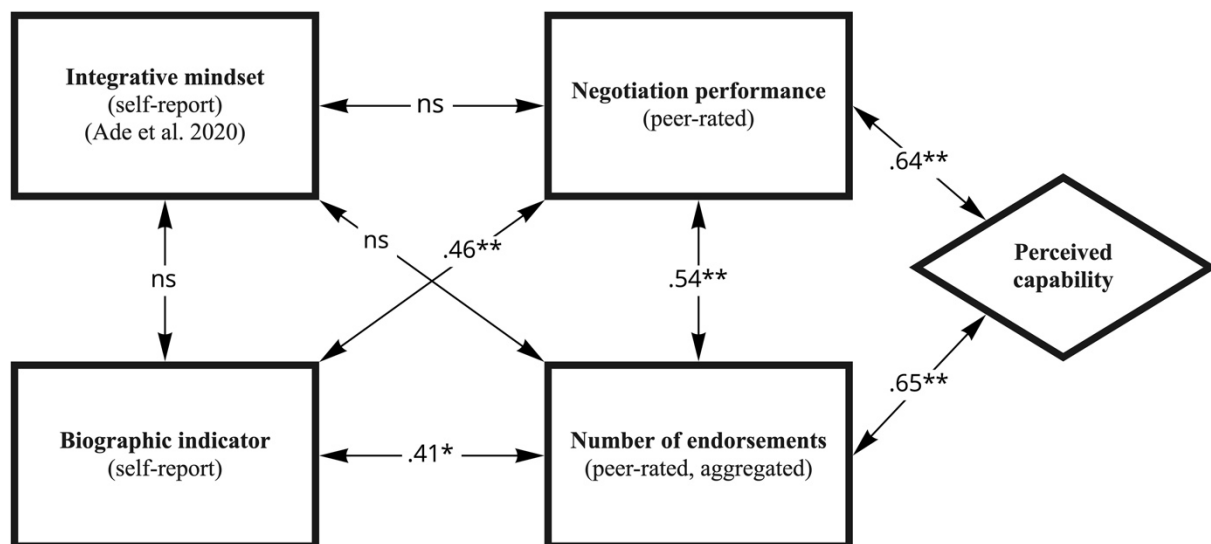 Integrative mindset
(self-report)
(Ade et al. 2020)
ns
Negotiation performance
(peer-rated)
.64**
ns
ns
.46**
.54**
Perceived
capability
Biographic indicator
(self-report)
.41*
Number of endorsements
(peer-rated, aggregated)
.65**